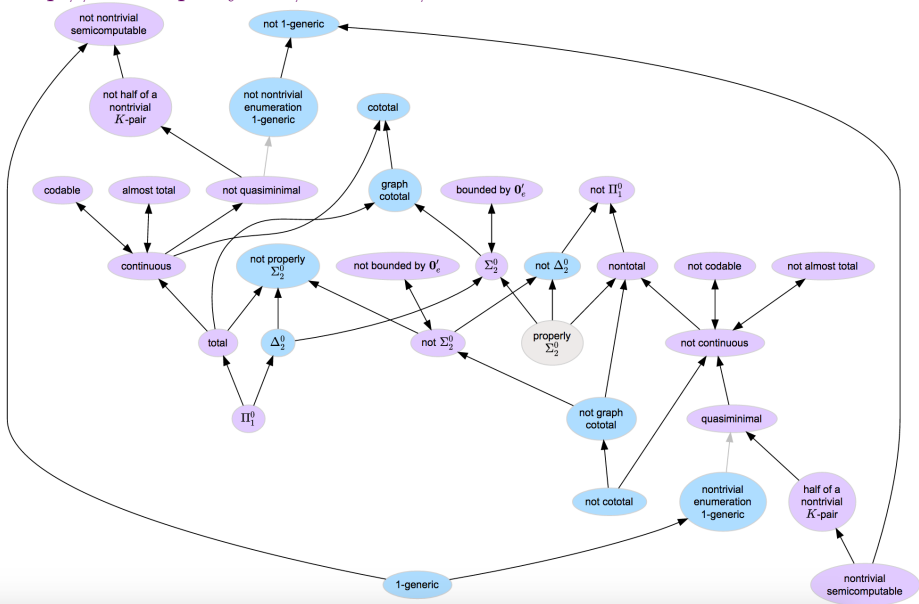 not nontrivial
semicomputable
not 1-generic
not half of a
nontrivial
K-pair
not nontrivial
enumeration
1-generic
cototal
codable
almost total
not quasiminimal
graph
cototal
bounded by 0′ₑ
not Π⁰₁
continuous
not properly
Σ⁰₂
not bounded by 0′ₑ
Σ⁰₂
not Δ⁰₂
nontotal
not codable
not almost total
total
Δ⁰₂
not Σ⁰₂
properly
Σ⁰₂
not continuous
Π⁰₁
not graph
cototal
quasiminimal
not cototal
nontrivial
enumeration
1-generic
half of a
nontrivial
K-pair
1-generic
nontrivial
semicomputable